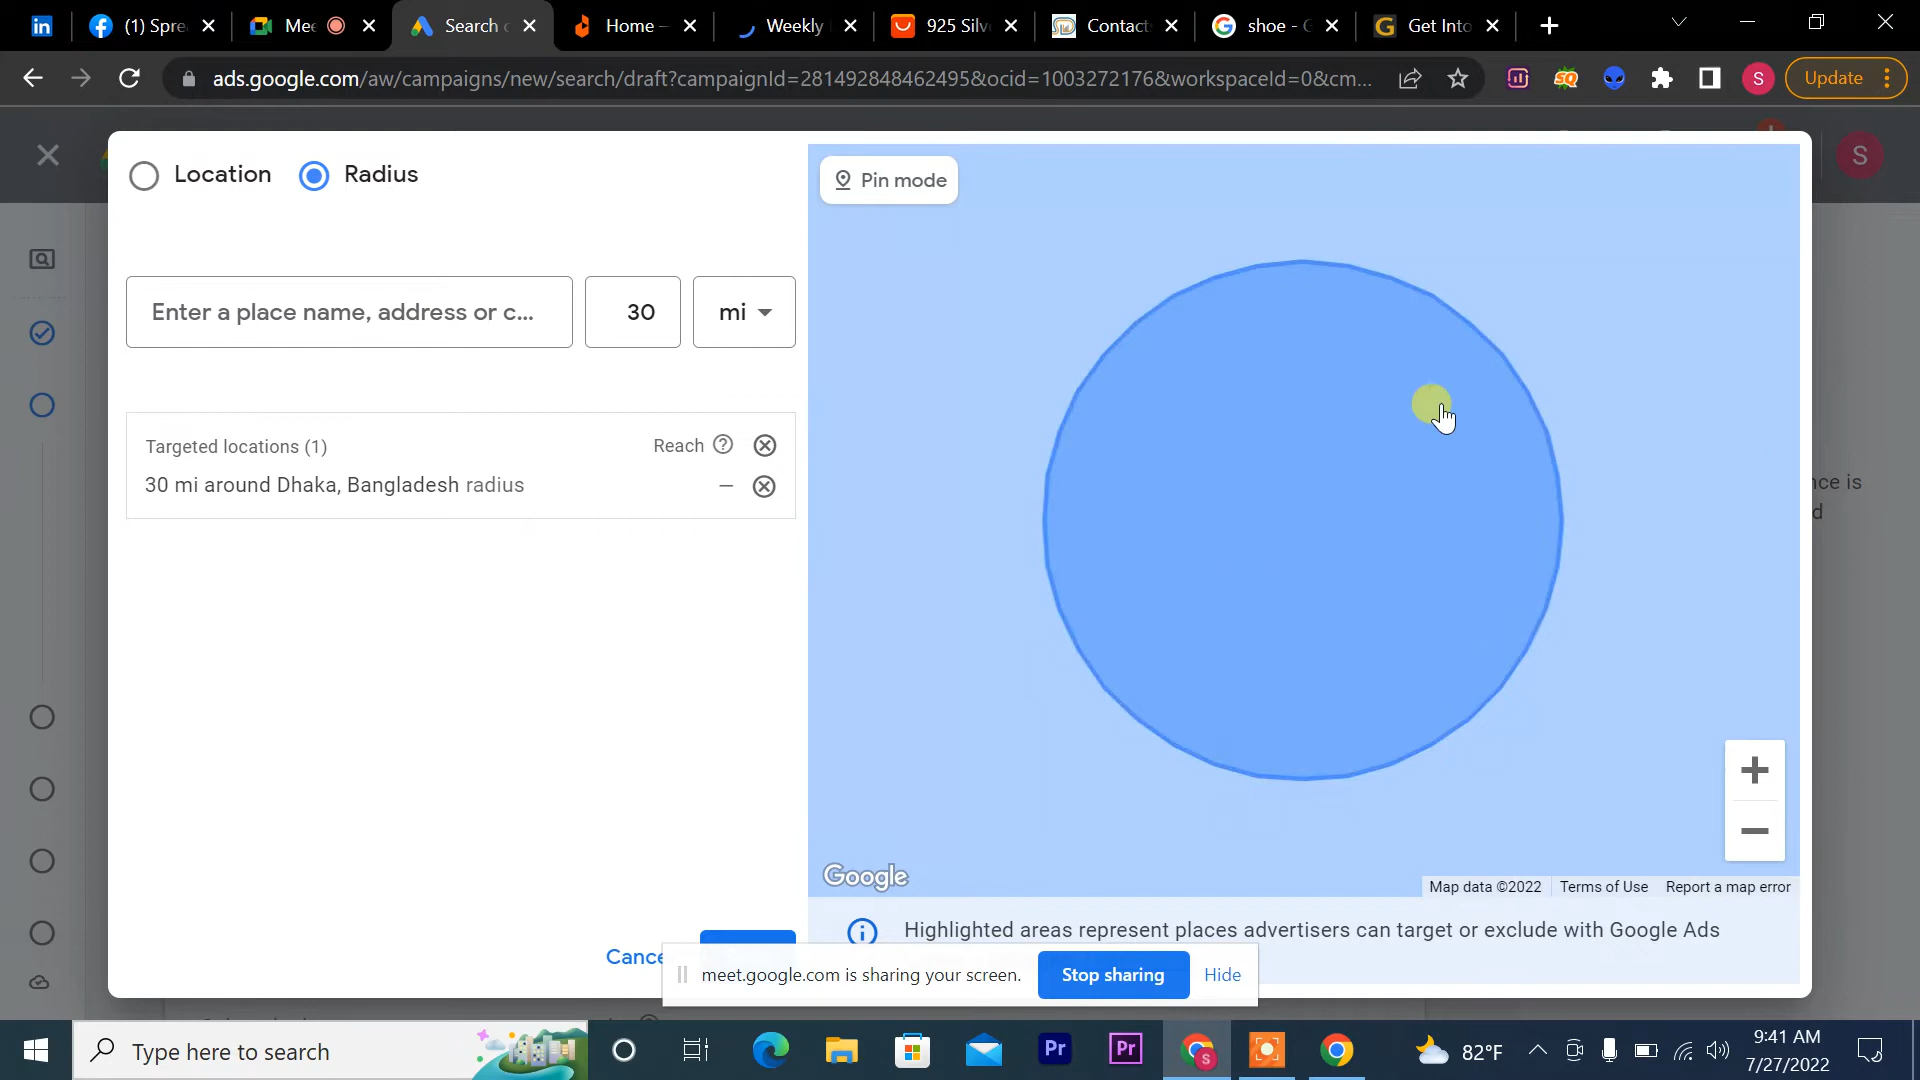 (1) Spre
Mee
Search c
Home –
Weekly
925 Silv
Contact
shoe - G
Get Into
ads.google.com/aw/campaigns/new/search/draft?campaignId=281492848462495&ocid=1003272176&workspaceId=0&cm...
S
Update
Location
Radius
Pin mode
S
Enter a place name, address or c...
30
mi
Targeted locations (1)
Reach
30 mi around Dhaka, Bangladesh radius
–
nce is
d
Google
Map data ©2022
Terms of Use
Report a map error
Highlighted areas represent places advertisers can target or exclude with Google Ads
Cance
meet.google.com is sharing your screen.
Stop sharing
Hide
Type here to search
Pr
Pr
S
82°F
9:41 AM
7/27/2022